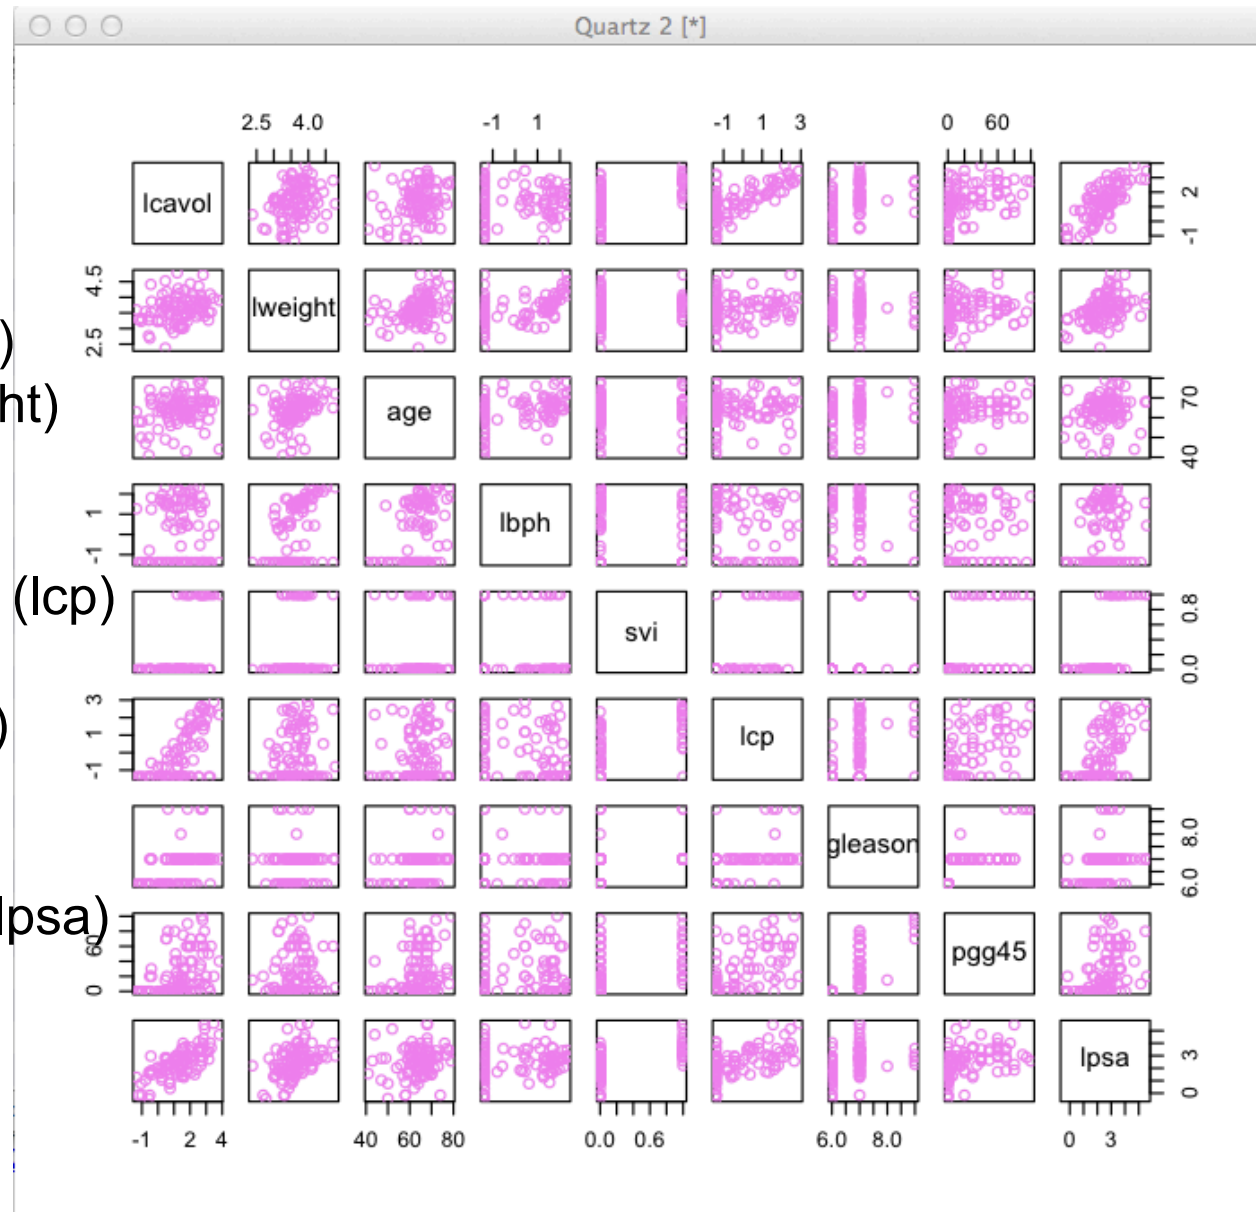 Quartz 2 [*]
2.5 4.0 -1 1 -1 1 3 0 60
lcavol
-1 2
2.5 4.5
lweight
)
ht)
age
40 70
-1 1
lbph
(lcp)
svi
0.0 0.8
)
-1 1 3
lcp
gleason
6.0 8.0
lpsa)
0 60
pgg45
lpsa
0 3
-1 2 4 40 60 80 0.0 0.6 6.0 8.0 0 3